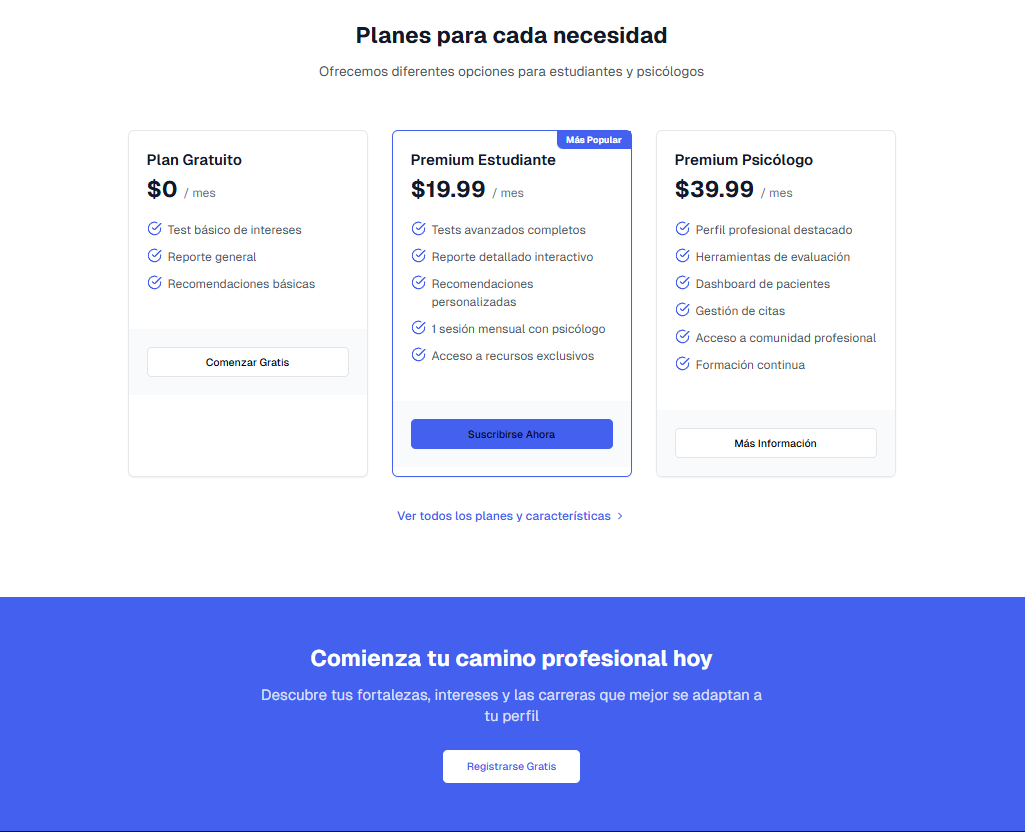 Planes para cada necesidad
Ofrecemos diferentes opciones para estudiantes y psicólogos
Plan Gratuito
$0 / mes
Test básico de intereses
Reporte general
Recomendaciones básicas
Comenzar Gratis
Más Popular
Premium Estudiante
$19.99 / mes
Tests avanzados completos
Reporte detallado interactivo
Recomendaciones
personalizadas
1 sesión mensual con psicólogo
Acceso a recursos exclusivos
Suscribirse Ahora
Premium Psicólogo
$39.99 / mes
Perfil profesional destacado
Herramientas de evaluación
Dashboard de pacientes
Gestión de citas
Acceso a comunidad profesional
Formación continua
Más Información
Ver todos los planes y características >
Comienza tu camino profesional hoy
Descubre tus fortalezas, intereses y las carreras que mejor se adaptan a
tu perfil
Registrarse Gratis